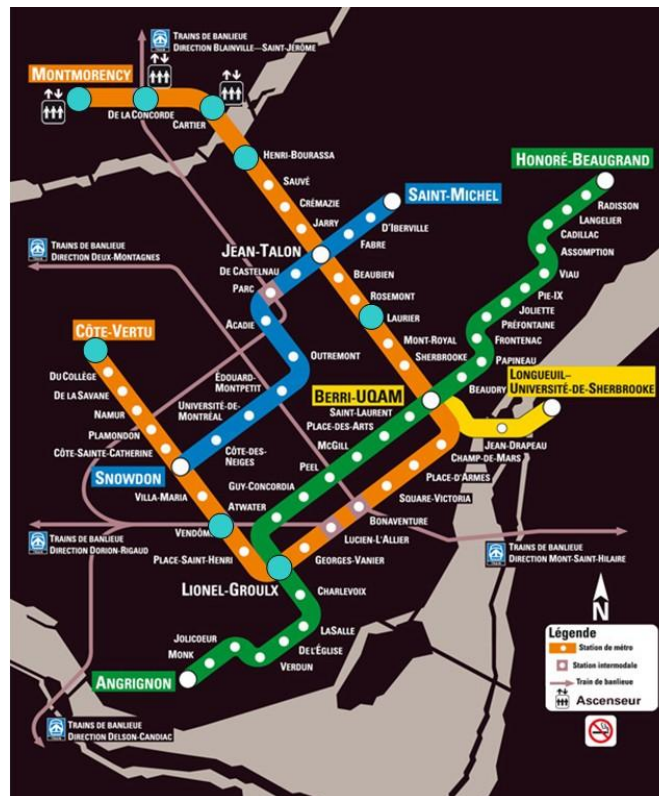 TRAINS DE BANLIEUE
DIRECTION BLAINVILLE—SAINT-JÉRÔME
MONTMORENCY
DE LA CONCORDE
CARTIER
HENRI-BOURASSA
HONORÉ-BEAUGRAND
SAUVÉ
SAINT-MICHEL
RADISSON
CRÉMAZIE
LANGELIER
JARRY
D'IBERVILLE
CADILLAC
JEAN-TALON
FABRE
ASSOMPTION
TRAINS DE BANLIEUE
DIRECTION DEUX-MONTAGNES
DE CASTELNAU
BEAUBIEN
VIAU
PARC
ROSEMONT
PIE-IX
JOLIETTE
ACADIE
LAURIER
PRÉFONTAINE
CÔTE-VERTU
MONT-ROYAL
FRONTENAC
OUTREMONT
SHERBROOKE
PAPINEAU
DU COLLÈGE
ÉDOUARD-
MONTPETIT
BERRI-UQAM
BEAUDRY
LONGUEUIL–
UNIVERSITÉ-DE-SHERBROOKE
DE LA SAVANE
NAMUR
UNIVERSITÉ-DE-
MONTRÉAL
SAINT-LAURENT
PLACE-DES-ARTS
PLAMONDON
MCGILL
JEAN-DRAPEAU
CÔTE-SAINTE-CATHERINE
CÔTE-DES-
NEIGES
PEEL
CHAMP-DE-MARS
SNOWDON
GUY-CONCORDIA
PLACE-D'ARMES
VILLA-MARIA
ATWATER
SQUARE-VICTORIA
VENDÔM
BONAVENTURE
LUCIEN-L'ALLIER
TRAINS DE BANLIEUE
DIRECTION DORION-RIGAUD
PLACE-SAINT-HENRI
GEORGES-VANIER
TRAINS DE BANLIEUE
DIRECTION MONT-SAINT-HILAIRE
LIONEL-GROULX
CHARLEVOIX
N
LASALLE
JOLICOEUR
DE L'ÉGLISE
MONK
VERDUN
ANGRIGNON
Légende
Station de métro
Station intermodale
Train de banlieue
Ascenseur
TRAINS DE BANLIEUE
DIRECTION DELSON-CANDIAC